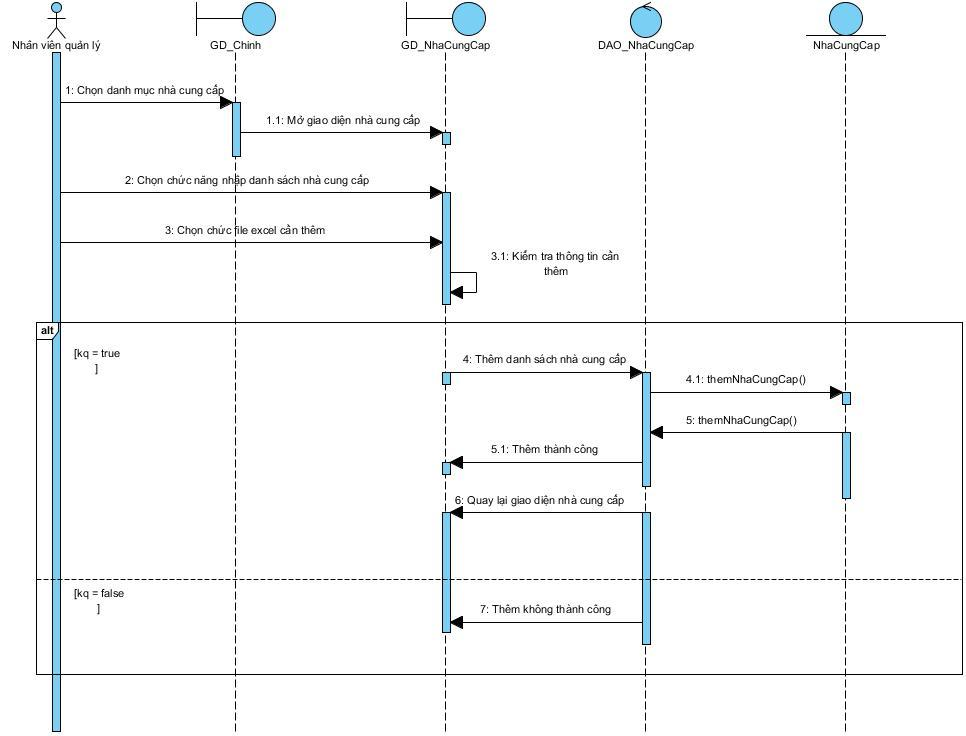 Nhân viên quản lý
GD_Chinh
GD_NhaCungCap
DAO_NhaCungCap
NhaCungCap
1: Chọn danh mục nhà cung cấp
1.1: Mở giao diện nhà cung cấp
2: Chọn chức năng nhập danh sách nhà cung cấp
3: Chọn chức file excel cần thêm
3.1: Kiểm tra thông tin cần
thêm
alt
[kq = true
]
4: Thêm danh sách nhà cung cấp
4.1: themNhaCungCap()
5: themNhaCungCap()
5.1: Thêm thành công
6: Quay lại giao diện nhà cung cấp
[kq = false
]
7: Thêm không thành công